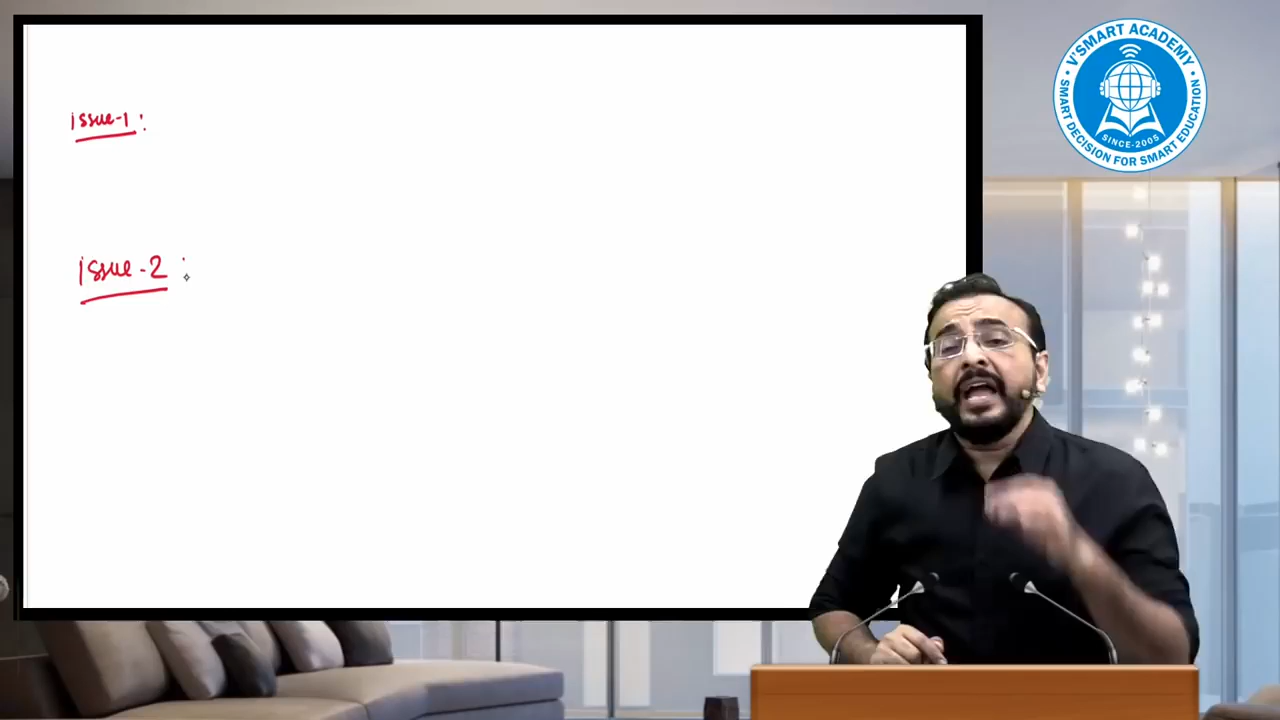 issue-1:
issue-2 :
V'SMART ACADEMY
SMART DECISION FOR SMART EDUCATION
SINCE-2005